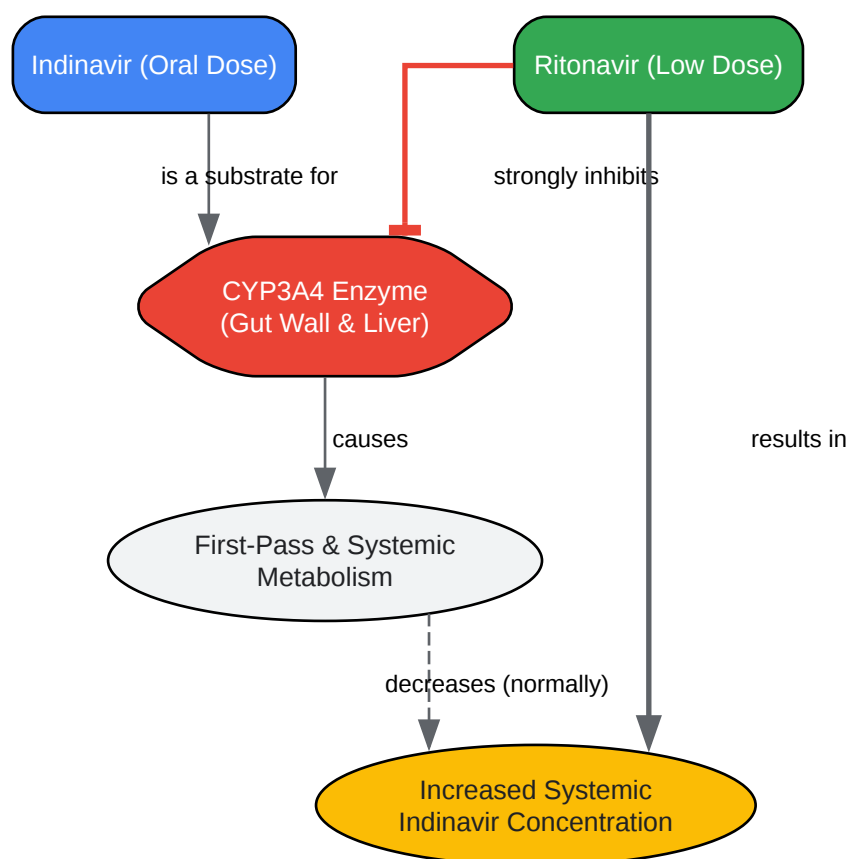 Indinavir (Oral Dose)
Ritonavir (Low Dose)
is a substrate for
strongly inhibits
CYP3A4 Enzyme
(Gut Wall & Liver)
causes
results in
First-Pass & Systemic
Metabolism
decreases (normally)
Increased Systemic
Indinavir Concentration